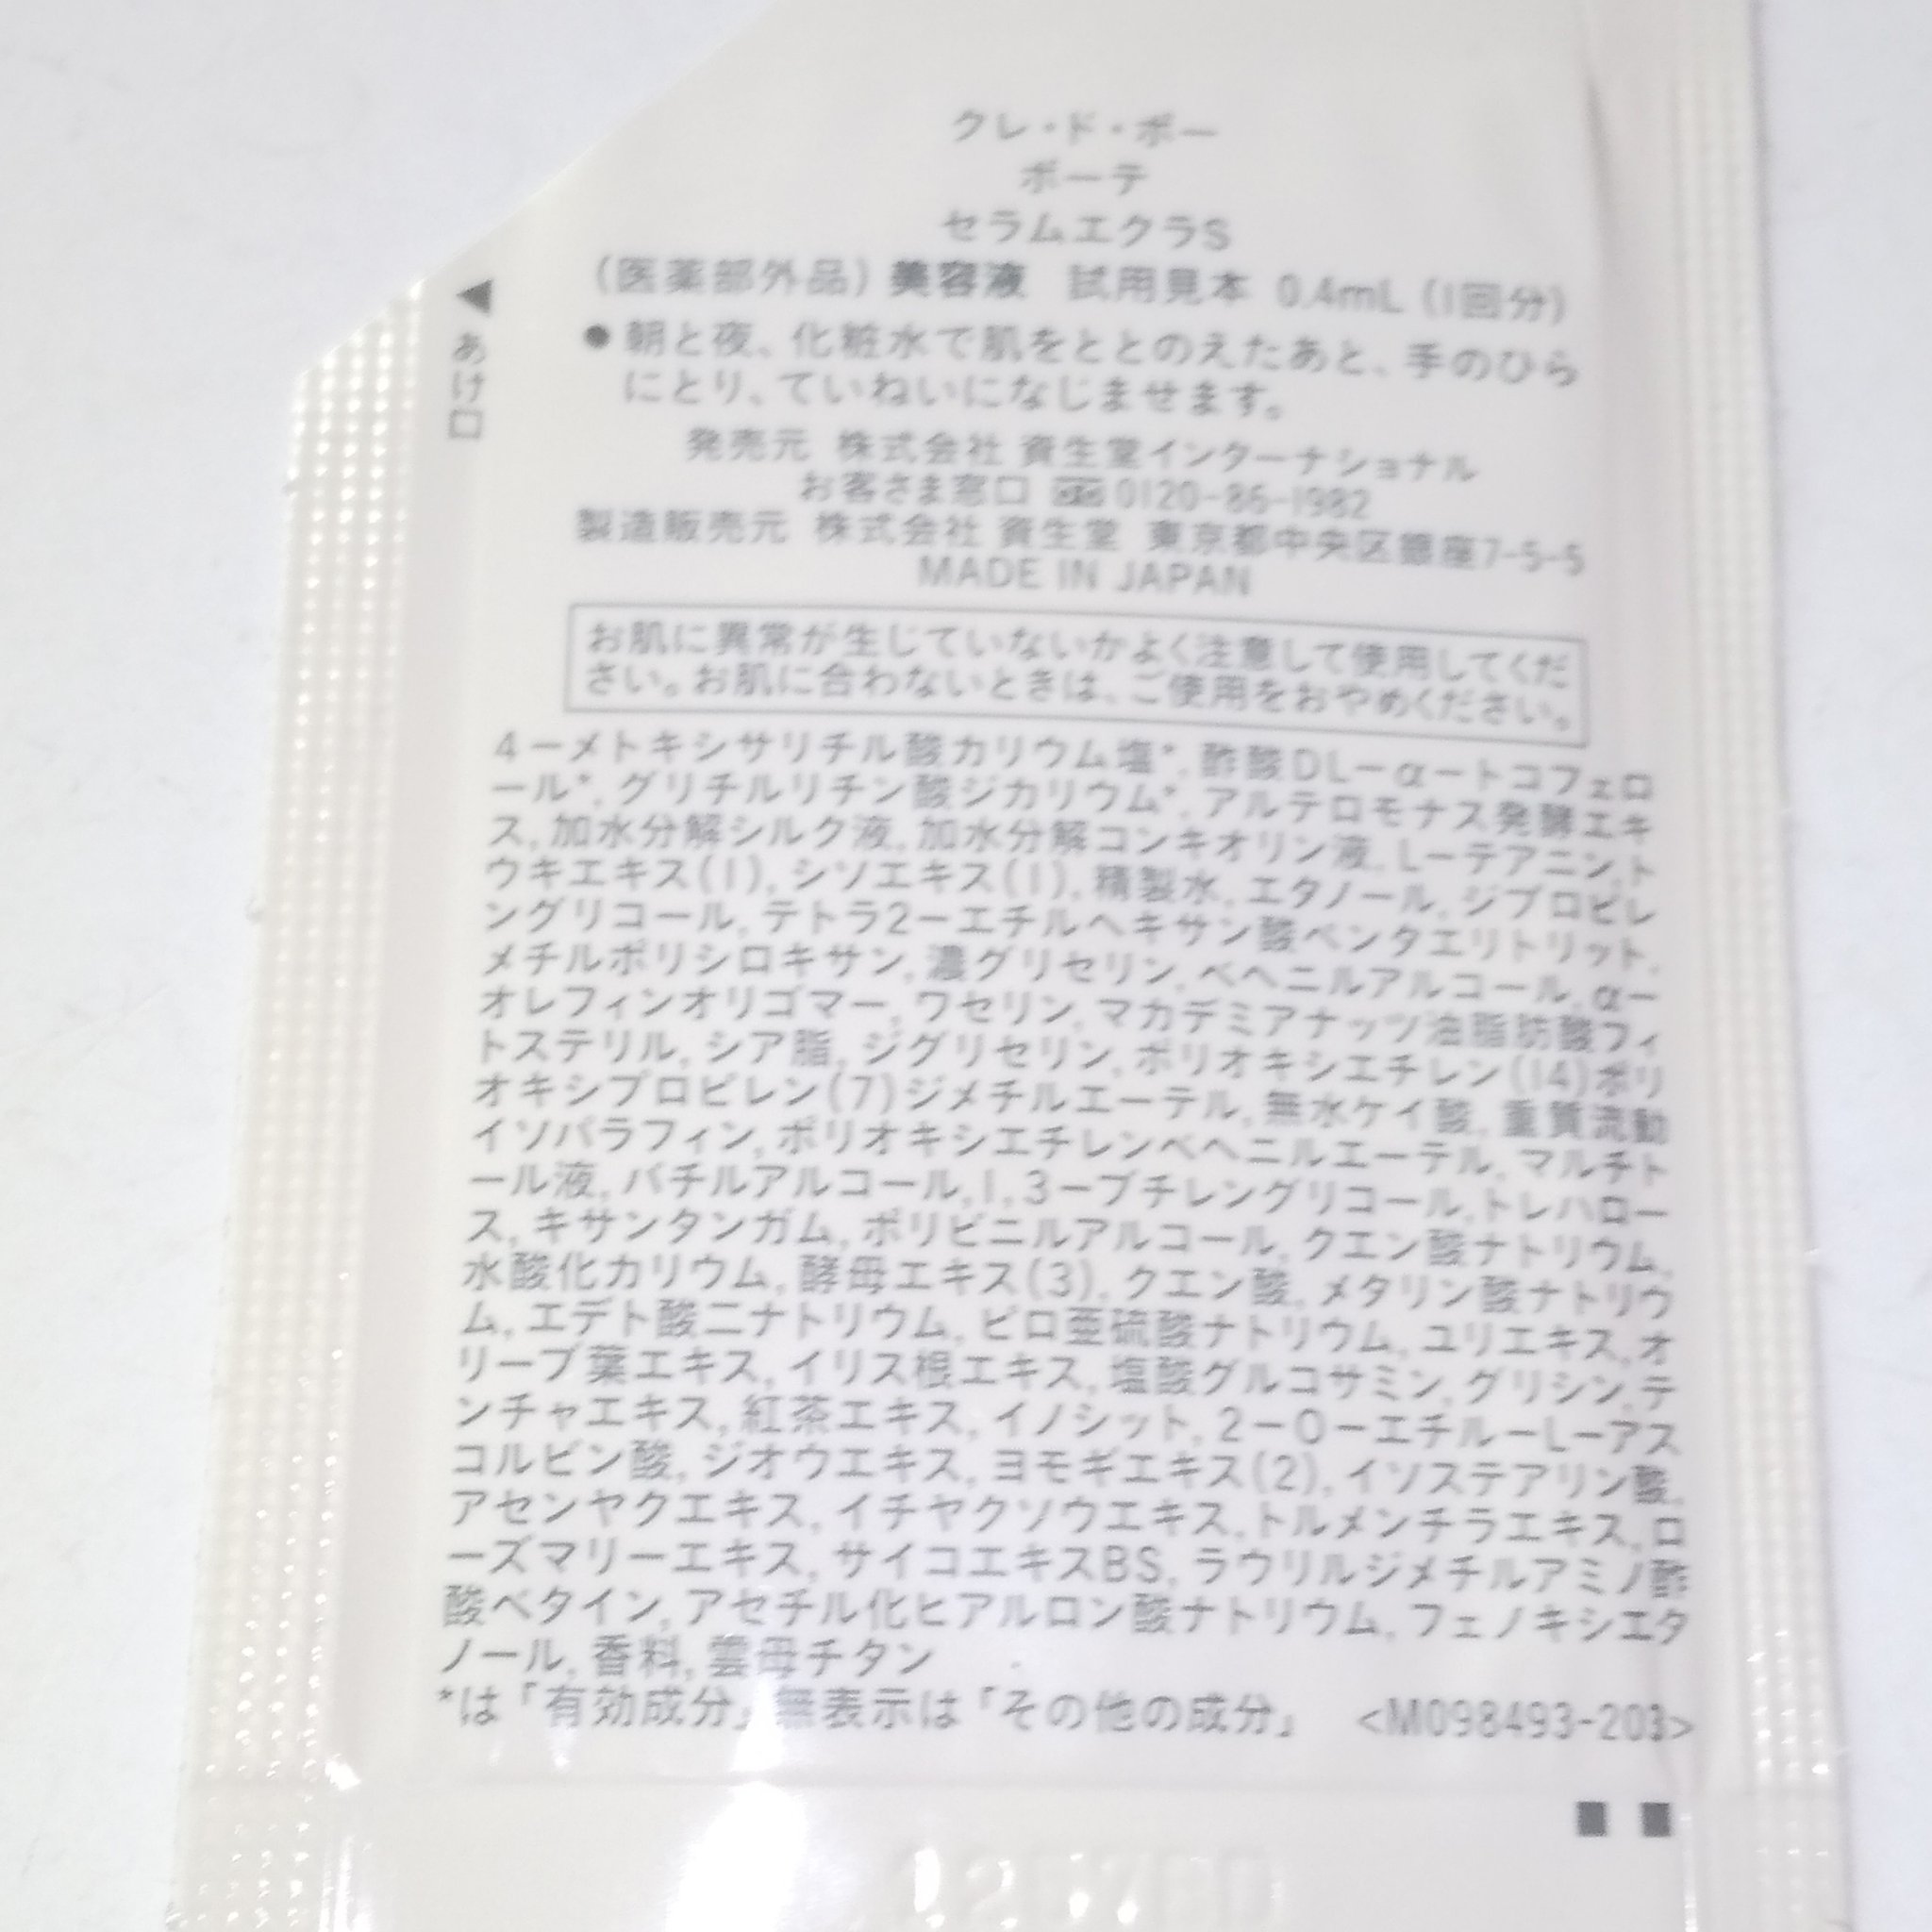 クレ・ド・ポー
ボーテ
セラムエクラS
(医薬部外品) 美容液 試用見本 0.4mL (1回分)
◀あけ口
●朝と夜、化粧水で肌をととのえたあと、手のひら
にとり、ていねいになじませます。
発売元 株式会社 資生堂インターナショナル
お客さま窓口 0120-86-1982
製造販売元 株式会社 資生堂 東京都中央区銀座7-5-5
MADE IN JAPAN
お肌に異常が生じていないかよく注意して使用してくだ
さい。お肌に合わないときは、ご使用をおやめください。
4－メトキシサリチル酸カリウム塩*, 酢酸DL－α－トコフェロ
ール*, グリチルリチン酸ジカリウム*, アルテロモナス発酵エキ
ス, 加水分解シルク液, 加水分解コンキオリン液, L－テアニン, ト
ウキエキス(1), シソエキス(1), 精製水, エタノール, ジプロピレ
ングリコール, テトラ2－エチルヘキサン酸ペンタエリトリット,
メチルポリシロキサン, 濃グリセリン, ベヘニルアルコール, α－
オレフィンオリゴマー, ワセリン, マカデミアナッツ油脂肪酸フィ
トステリル, シア脂, ジグリセリン, ポリオキシエチレン(14)ポリ
オキシプロピレン(7)ジメチルエーテル, 無水ケイ酸, 重質流動
イソパラフィン, ポリオキシエチレンベヘニルエーテル, マルチト
ール液, バチルアルコール, 1, 3－ブチレングリコール, トレハロー
ス, キサンタンガム, ポリビニルアルコール, クエン酸ナトリウム,
水酸化カリウム, 酵母エキス(3), クエン酸, メタリン酸ナトリウ
ム, エデト酸二ナトリウム, ピロ亜硫酸ナトリウム, ユリエキス, オ
リーブ葉エキス, イリス根エキス, 塩酸グルコサミン, グリシン, テ
ンチャエキス, 紅茶エキス, イノシット, 2－O－エチル－L－アス
コルビン酸, ジオウエキス, ヨモギエキス(2), イソステアリン酸,
アセンヤクエキス, イチヤクソウエキス, トルメンチラエキス, ロ
ーズマリーエキス, サイコエキスBS, ラウリルジメチルアミノ酢
酸ベタイン, アセチル化ヒアルロン酸ナトリウム, フェノキシエタ
ノール, 香料, 雲母チタン
*は「有効成分」無表示は「その他の成分」 <M098493-203>